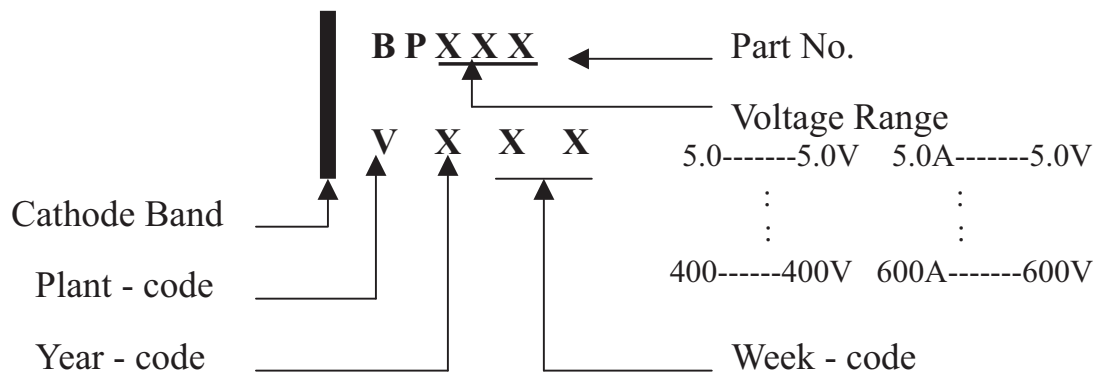 B P X X X Part No.
Voltage Range
V X X X
5.0-------5.0V 5.0A-------5.0V
: :
: :
Cathode Band
400------400V 600A-------600V
Plant - code
Year - code Week - code